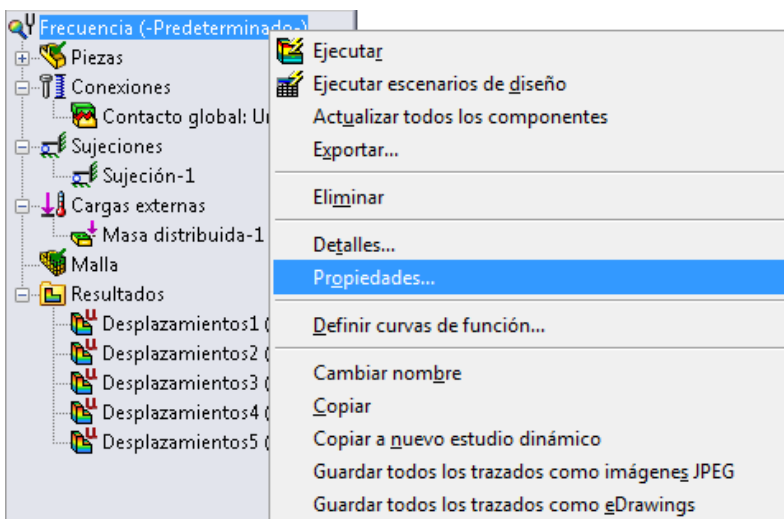 Frecuencia (-Predeterminado-)
Piezas
Conexiones
Contacto global:
Sujeciones
Sujeción-1
Cargas externas
Masa distribuida-1
Malla
Resultados
Desplazamientos1 (
Desplazamientos2 (
Desplazamientos3 (
Desplazamientos4 (
Desplazamientos5 (
Ejecutar
Ejecutar escenarios de diseño
Actualizar todos los componentes
Exportar...
Eliminar
Detalles...
Propiedades...
Definir curvas de función...
Cambiar nombre
Copiar
Copiar a nuevo estudio dinámico
Guardar todos los trazados como imágenes JPEG
Guardar todos los trazados como eDrawings